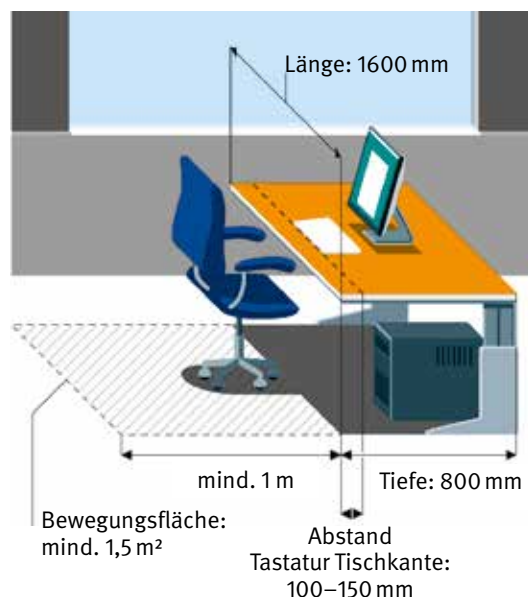 Länge: 1600 mm
mind. 1 m
Tiefe: 800 mm
Bewegungsfläche:
mind. 1,5 m²
Abstand
Tastatur Tischkante:
100–150 mm